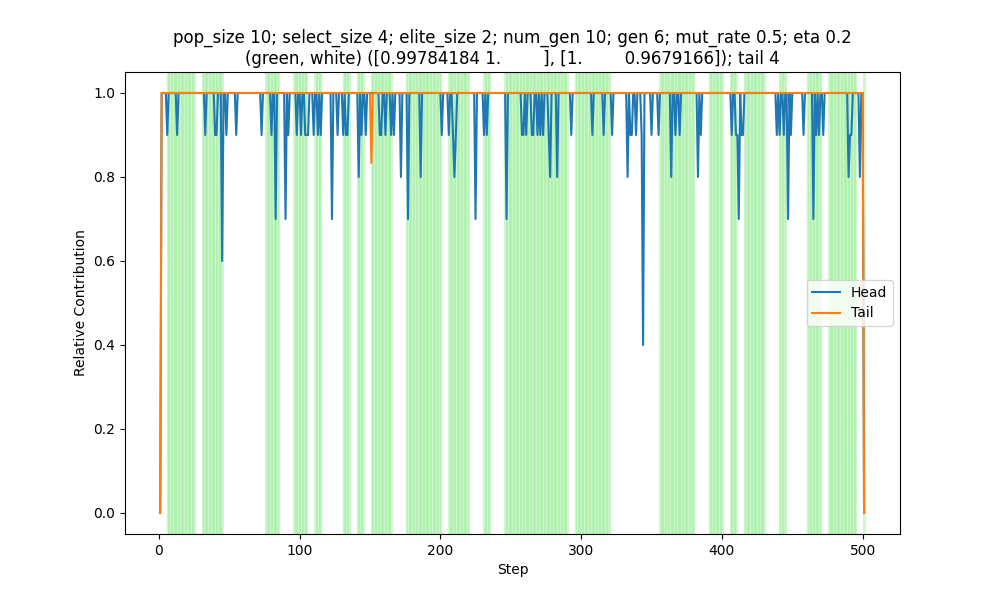 pop_size 10; select_size 4; elite_size 2; num_gen 10; gen 6; mut_rate 0.5; eta 0.2
(green, white) ([0.99784184 1.        ], [1.        0.9679166]); tail 4
Relative Contribution
1.0
0.8
0.6
0.4
0.2
0.0
Head
Tail
0 100 200 300 400 500
Step